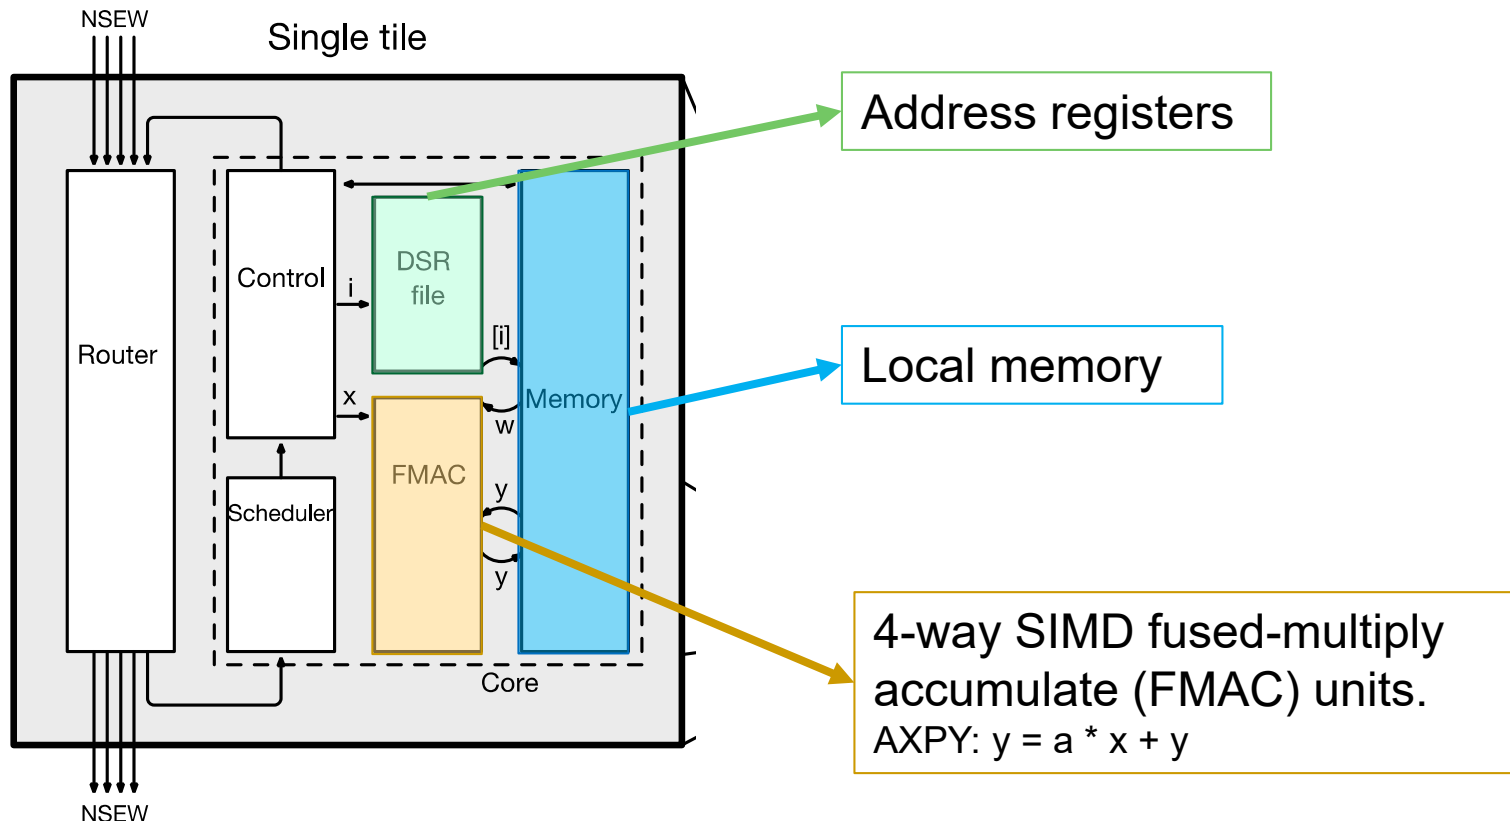 NSEW
Single tile
Address registers
Control
DSR
file
i
[i]
Router
Local memory
x
Memory
w
FMAC
y
Scheduler
y
4-way SIMD fused-multiply
accumulate (FMAC) units.
AXPY: y = a * x + y
Core
NSEW